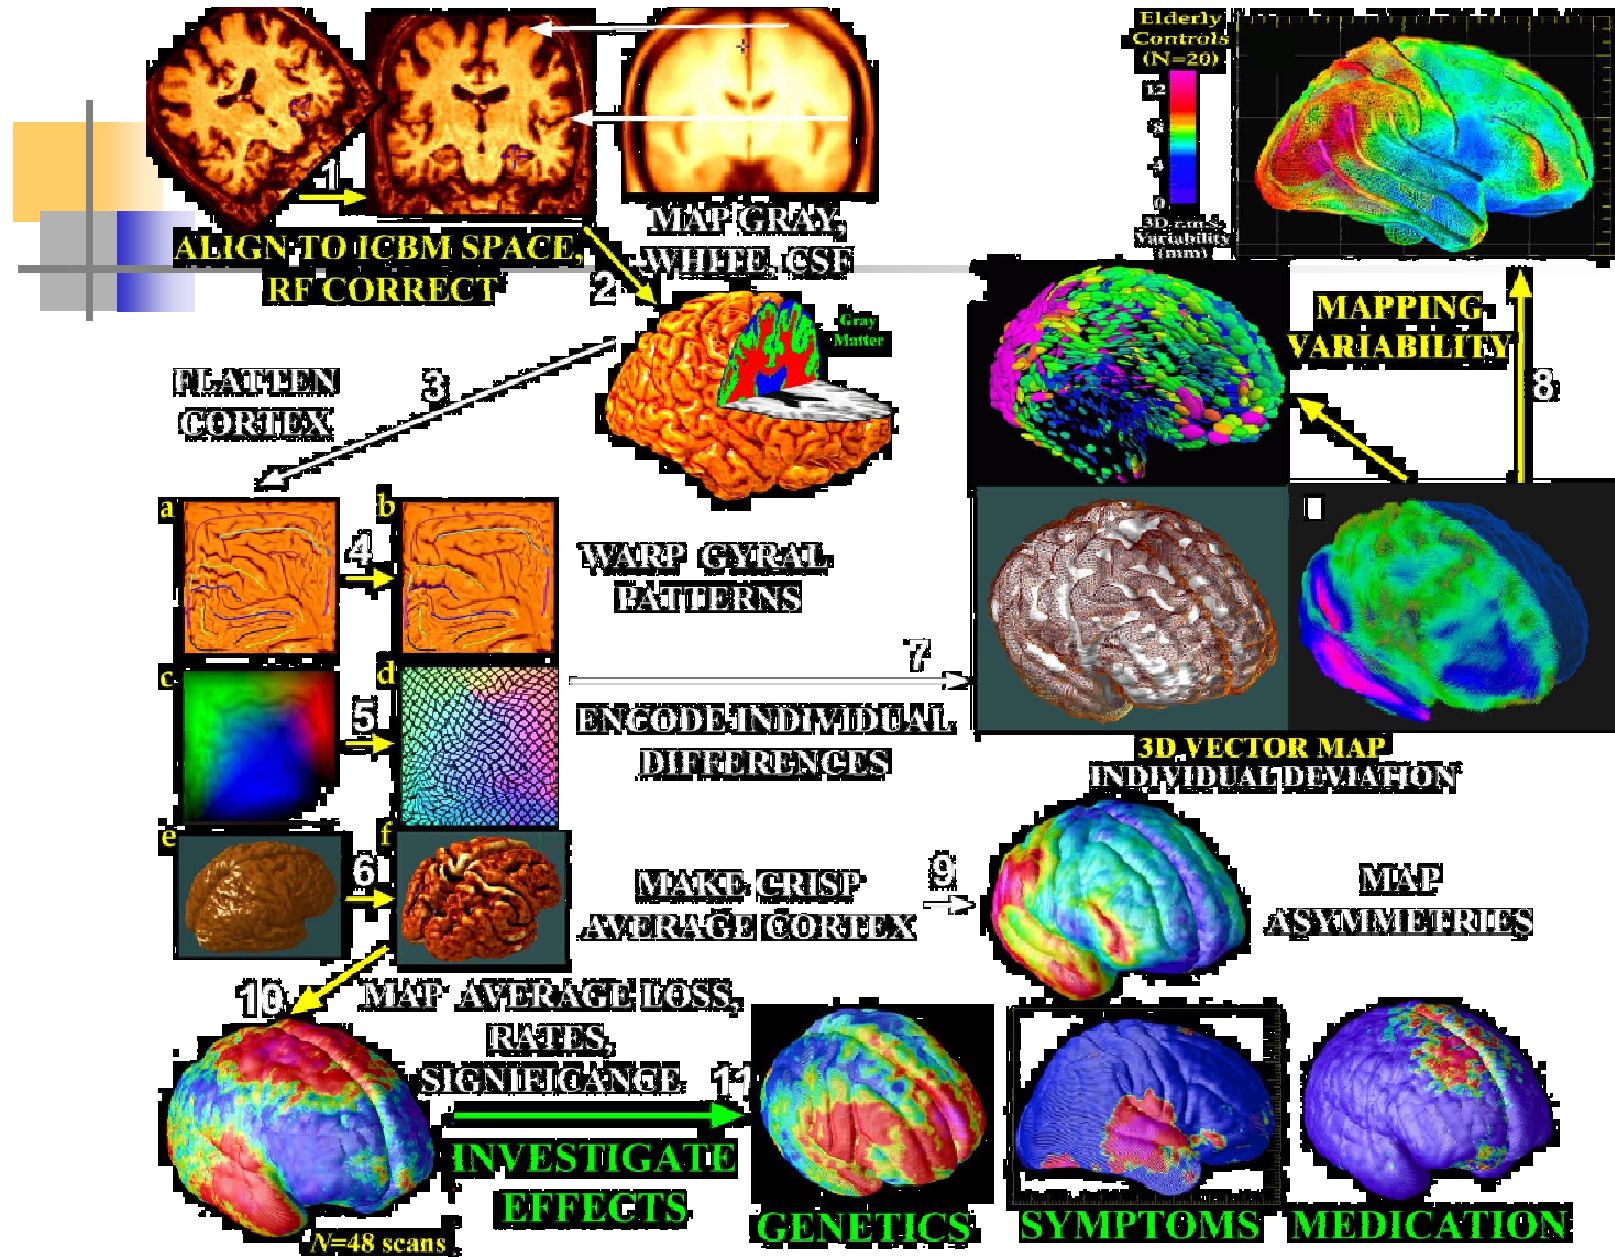 Elderly
Controls
(N=20)
12
8
4
0
3D r.m.s.
Variability
(mm)
1
ALIGN TO ICBM SPACE,
RF CORRECT
MAP GRAY,
WHITE, CSF
2
Gray
Matter
MAPPING
VARIABILITY
8
FLATTEN
CORTEX
3
a
b
4
WARP GYRAL
PATTERNS
c
d
5
7
ENCODE INDIVIDUAL
DIFFERENCES
3D VECTOR MAP
INDIVIDUAL DEVIATION
e
f
6
MAKE CRISP
AVERAGE CORTEX
9
MAP
ASYMMETRIES
10
MAP AVERAGE LOSS,
RATES,
SIGNIFICANCE
11
INVESTIGATE
EFFECTS
N=48 scans
GENETICS
SYMPTOMS
MEDICATION